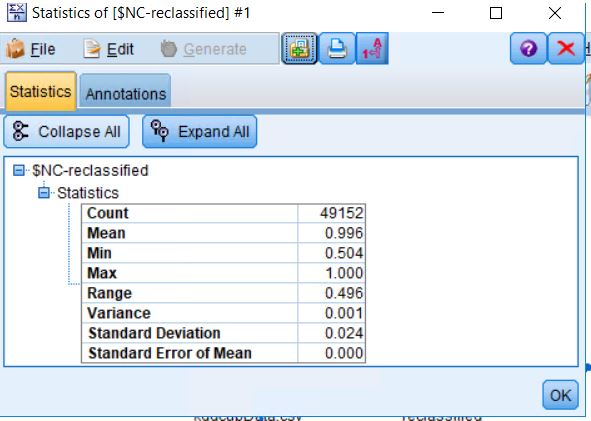 Statistics of [$NC-reclassified] #1
File Edit Generate
Statistics Annotations
Collapse All Expand All
$NC-reclassified
Statistics
Count 49152
Mean 0.996
Min 0.504
Max 1.000
Range 0.496
Variance 0.001
Standard Deviation 0.024
Standard Error of Mean 0.000
OK